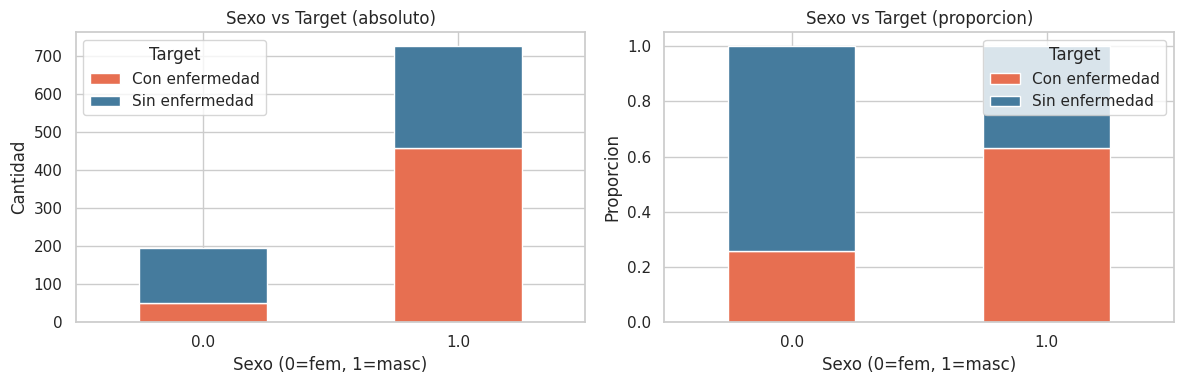 Sexo vs Target (absoluto)
Target
Con enfermedad
Sin enfermedad
Cantidad
700
600
500
400
300
200
100
0
0.0
1.0
Sexo (0=fem, 1=masc)
Sexo vs Target (proporcion)
Target
Con enfermedad
Sin enfermedad
Proporcion
1.0
0.8
0.6
0.4
0.2
0.0
0.0
1.0
Sexo (0=fem, 1=masc)